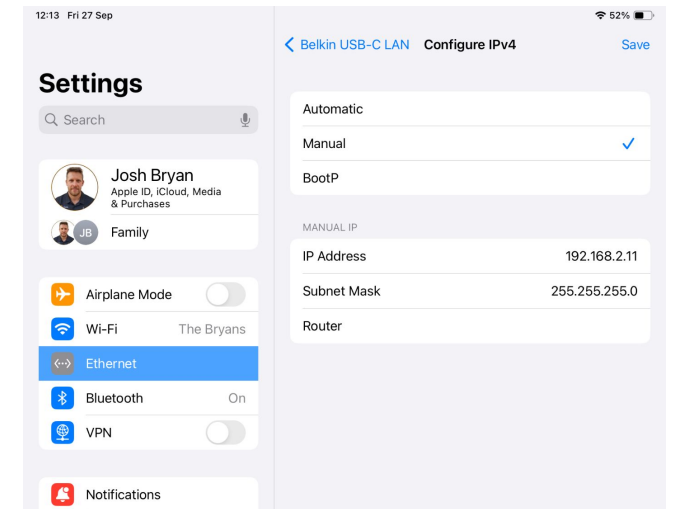 12:13 Fri 27 Sep
52%
Settings
Search
Josh Bryan
Apple ID, iCloud, Media
& Purchases
JB
Family
Airplane Mode
Wi-Fi The Bryans
Ethernet
Bluetooth On
VPN
Notifications
Belkin USB-C LAN Configure IPv4 Save
Automatic
Manual
BootP
MANUAL IP
IP Address 192.168.2.11
Subnet Mask 255.255.255.0
Router